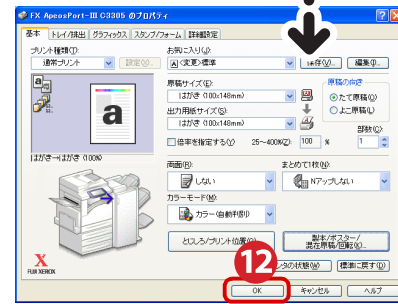 FX ApeosPort-III C3305 のプロパティ
基本 トレイ/排出 グラフィックス スタンプ/フォーム 詳細設定
プリント種類(T):
通常プリント
設定(X)...
お気に入り(J):
A <変更>標準
保存(V)... 編集(I)...
原稿サイズ(E):
はがき (100x148mm)
原稿の向き
たて原稿(O)
よこ原稿(L)
出力用紙サイズ(S):
はがき (100x148mm)
倍率を指定する(Y) 25~400%(Z): 100 %
部数(C):
1
a
a
はがき→はがき (100%)
両面(B):
しない
まとめて1枚(N):
Nアップしない
カラーモード(M):
カラー(自動判別)
とじしろ/プリント位置
製本/ポスター/
混在原稿/回転(K)...
タの状態(W) 標準に戻す(D)
X
FUJI XEROX
12
OK キャンセル ヘルプ